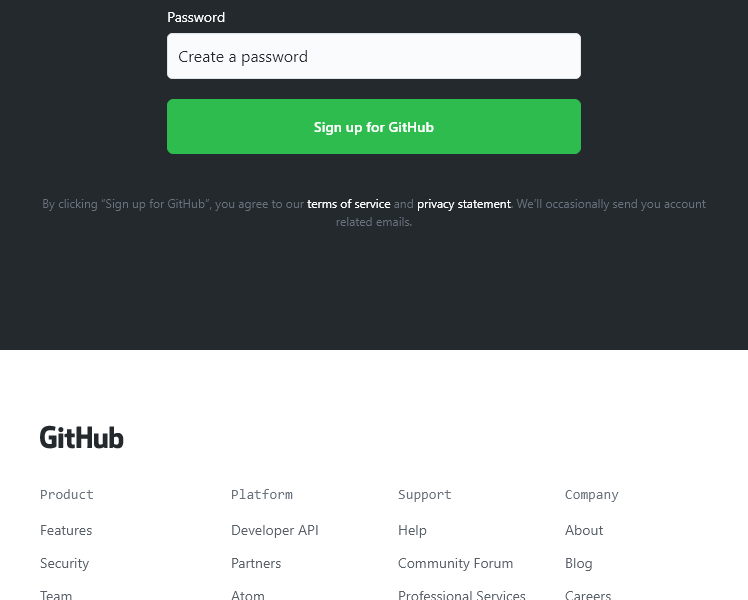 Password
Create a password
Sign up for GitHub
By clicking “Sign up for GitHub”, you agree to our terms of service and privacy statement. We’ll occasionally send you account
related emails.
GitHub
Product
Platform
Support
Company
Features
Developer API
Help
About
Security
Partners
Community Forum
Blog
Team
Atom
Professional Services
Careers